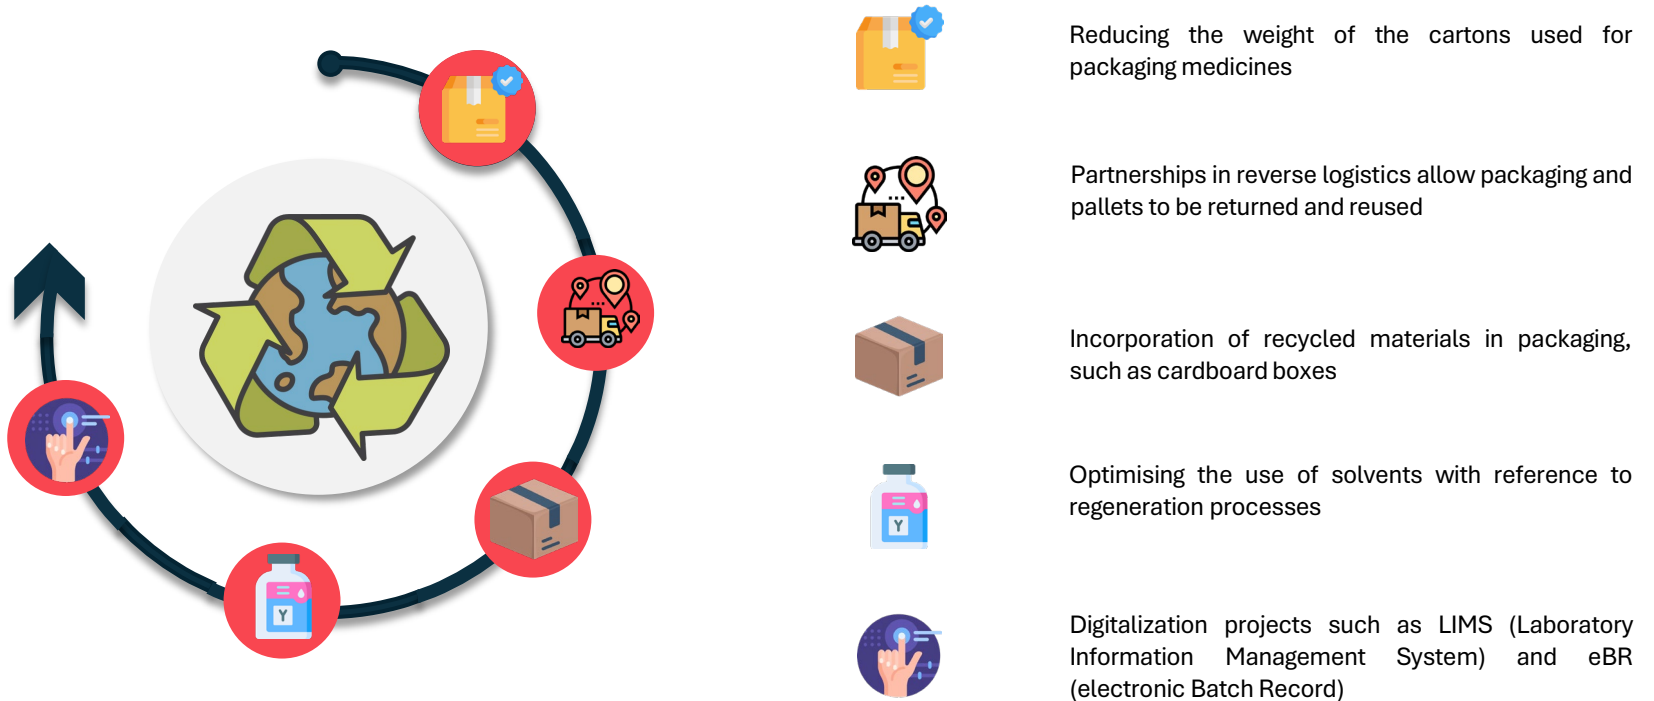 Reducing the weight of the cartons used for
packaging medicines
Partnerships in reverse logistics allow packaging and
pallets to be returned and reused
Incorporation of recycled materials in packaging,
such as cardboard boxes
Y
Optimising the use of solvents with reference to
regeneration processes
Y
Digitalization projects such as LIMS (Laboratory
Information Management System) and eBR
(electronic Batch Record)